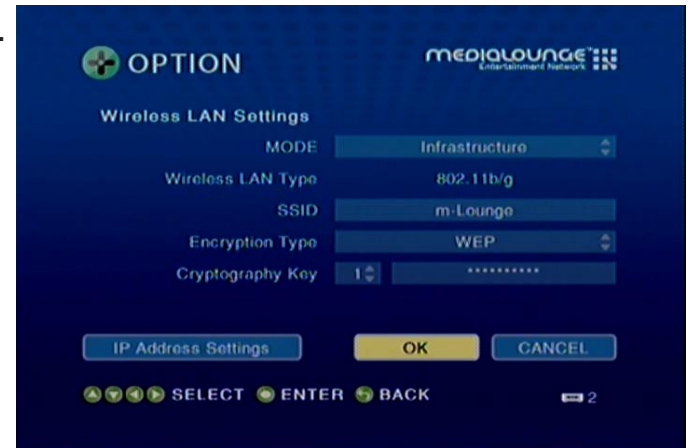 OPTION
MEDIALOUNGE™
Entertainment Network
Wireless LAN Settings
MODE Infrastructure
Wireless LAN Type 802.11b/g
SSID m-Lounge
Encryption Type WEP
Cryptography Key 1 **********
IP Address Settings OK CANCEL
SELECT ENTER BACK 2